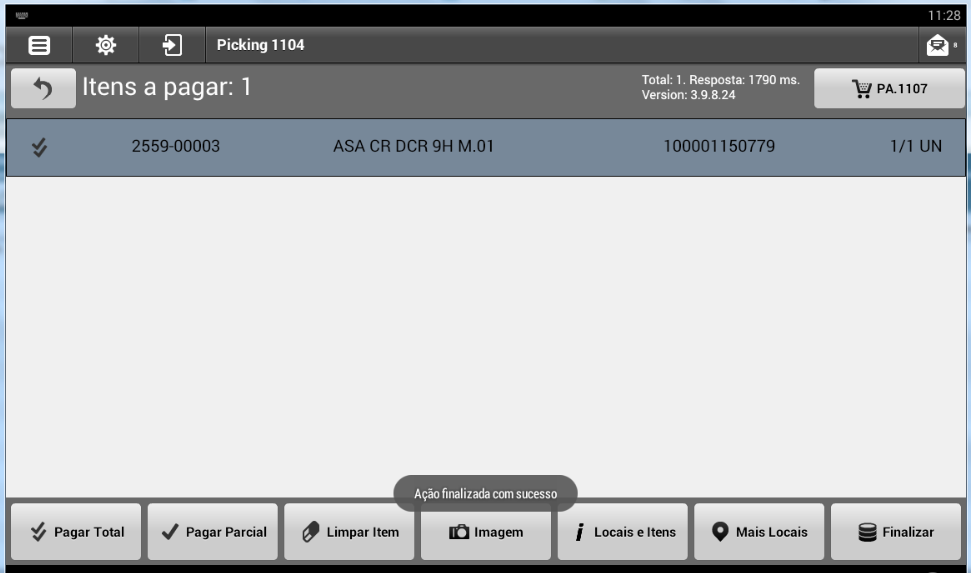 11:28
Picking 1104
8
Itens a pagar: 1
Total: 1. Resposta: 1790 ms.
Version: 3.9.8.24
PA.1107
2559-00003 ASA CR DCR 9H M.01 100001150779 1/1 UN
Ação finalizada com sucesso
Pagar Total Pagar Parcial Limpar Item Imagem Locais e Itens Mais Locais Finalizar